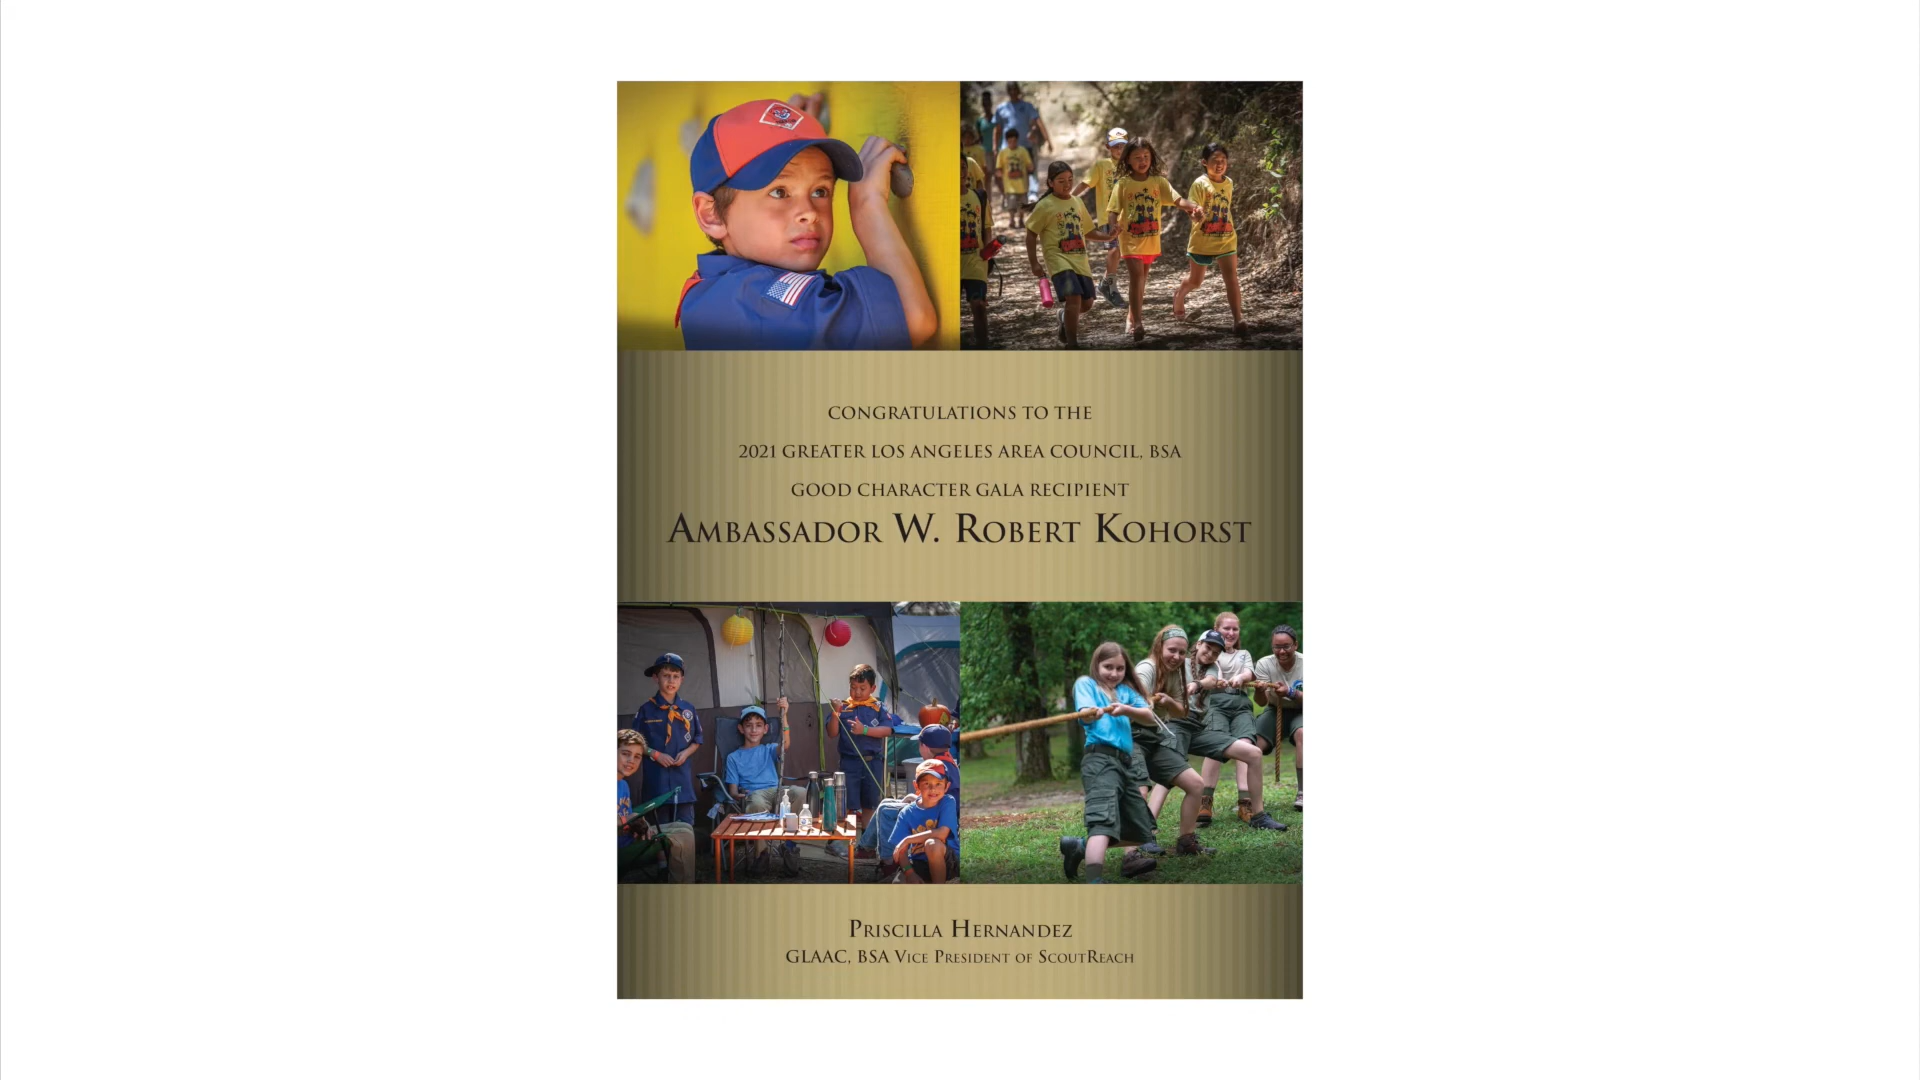 CONGRATULATIONS TO THE
2021 GREATER LOS ANGELES AREA COUNCIL, BSA
GOOD CHARACTER GALA RECIPIENT
AMBASSADOR W. ROBERT KOHORST
PRISCILLA HERNANDEZ
GLAAC, BSA VICE PRESIDENT OF SCOUTREACH